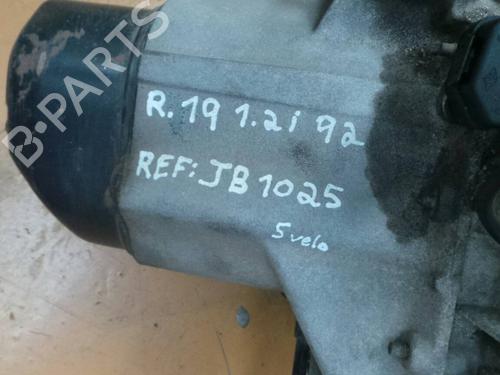 B-PARTS
R.19 1.2i 92
REF: JB1025
5 velo